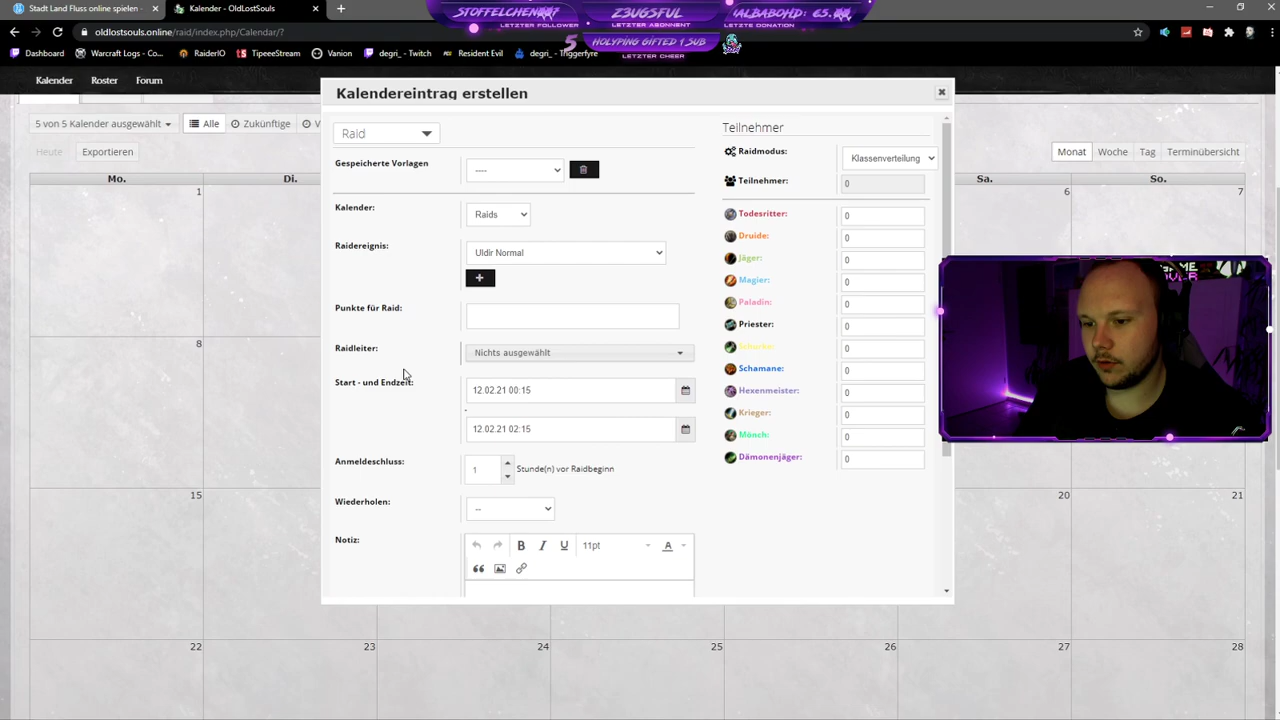 STOFFELCHEN
LETZTER FOLLOWER
Z3UGSFUL
LETZTER ABONNENT
(ALBABOHD: €5.
LETZTE DONATION
5 HOLYPING GIFTED 1 SUB
LETZTER CHEER
Stadt Land Fluss online spielen -
Kalender - OldLostSouls
oldlostsouls.online/raid/index.php/Calendar/?
Dashboard
Warcraft Logs - Co...
RaiderIO
TipeeeStream
Vanion
degri_ - Twitch
Resident Evil
degri_ - Triggerfyre
Kalender Roster Forum
Kalendereintrag erstellen
5 von 5 Kalender ausgewählt
Alle
Zukünftige
Heute
Exportieren
Monat Woche Tag Terminübersicht
Mo. Di. Sa. So.
1 6 7
8
15 20 21
22 23 24 25 26 27 28
Raid
Gespeicherte Vorlagen
----
Kalender:
Raids
Raidereignis:
Uldir Normal
+
Punkte für Raid:
Raidleiter:
Nichts ausgewählt
Start - und Endzeit:
12.02.21 00:15
-
12.02.21 02:15
Anmeldeschluss:
1 Stunde(n) vor Raidbeginn
Wiederholen:
--
Notiz:
B I U 11pt A
Teilnehmer
Raidmodus: Klassenverteilung
Teilnehmer: 0
Todesritter: 0
Druide: 0
Jäger: 0
Magier: 0
Paladin: 0
Priester: 0
Schurke: 0
Schamane: 0
Hexenmeister: 0
Krieger: 0
Mönch: 0
Dämonenjäger: 0